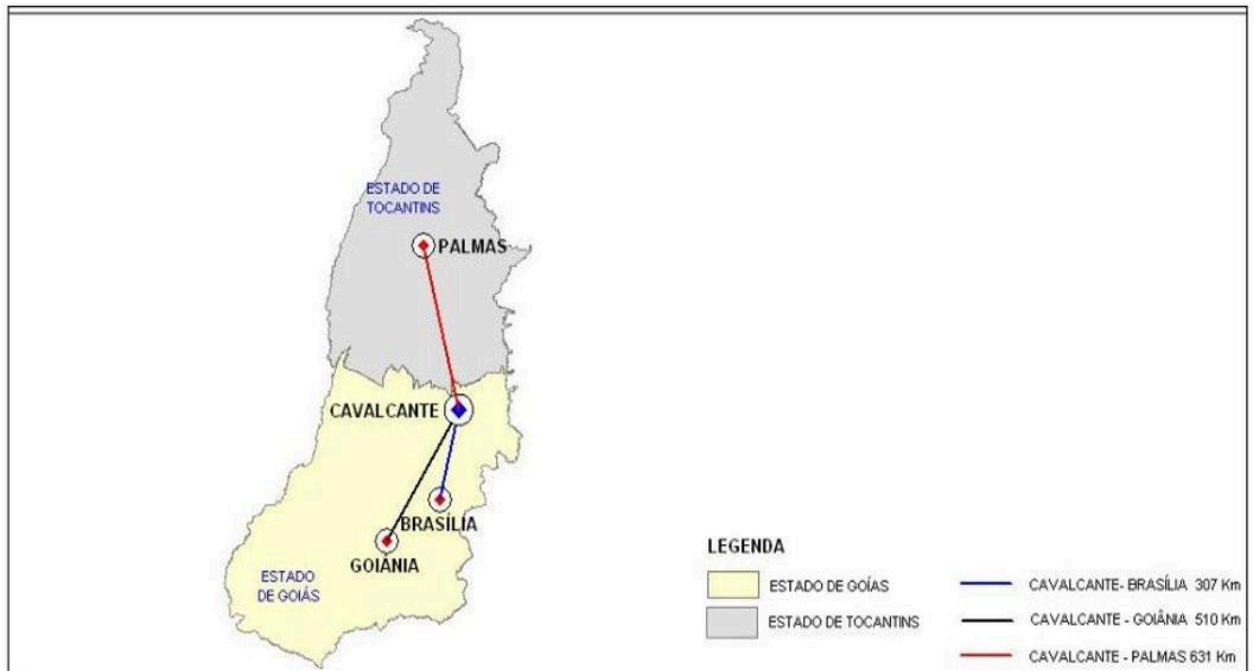 ESTADO DE
TOCANTINS
PALMAS
CAVALCANTE
BRASÍLIA
GOIÂNIA
ESTADO
DE GOIÁS
LEGENDA
ESTADO DE GOÍAS
ESTADO DE TOCANTINS
CAVALCANTE- BRASÍLIA 307 Km
CAVALCANTE - GOIÂNIA 510 Km
CAVALCANTE - PALMAS 631 Km